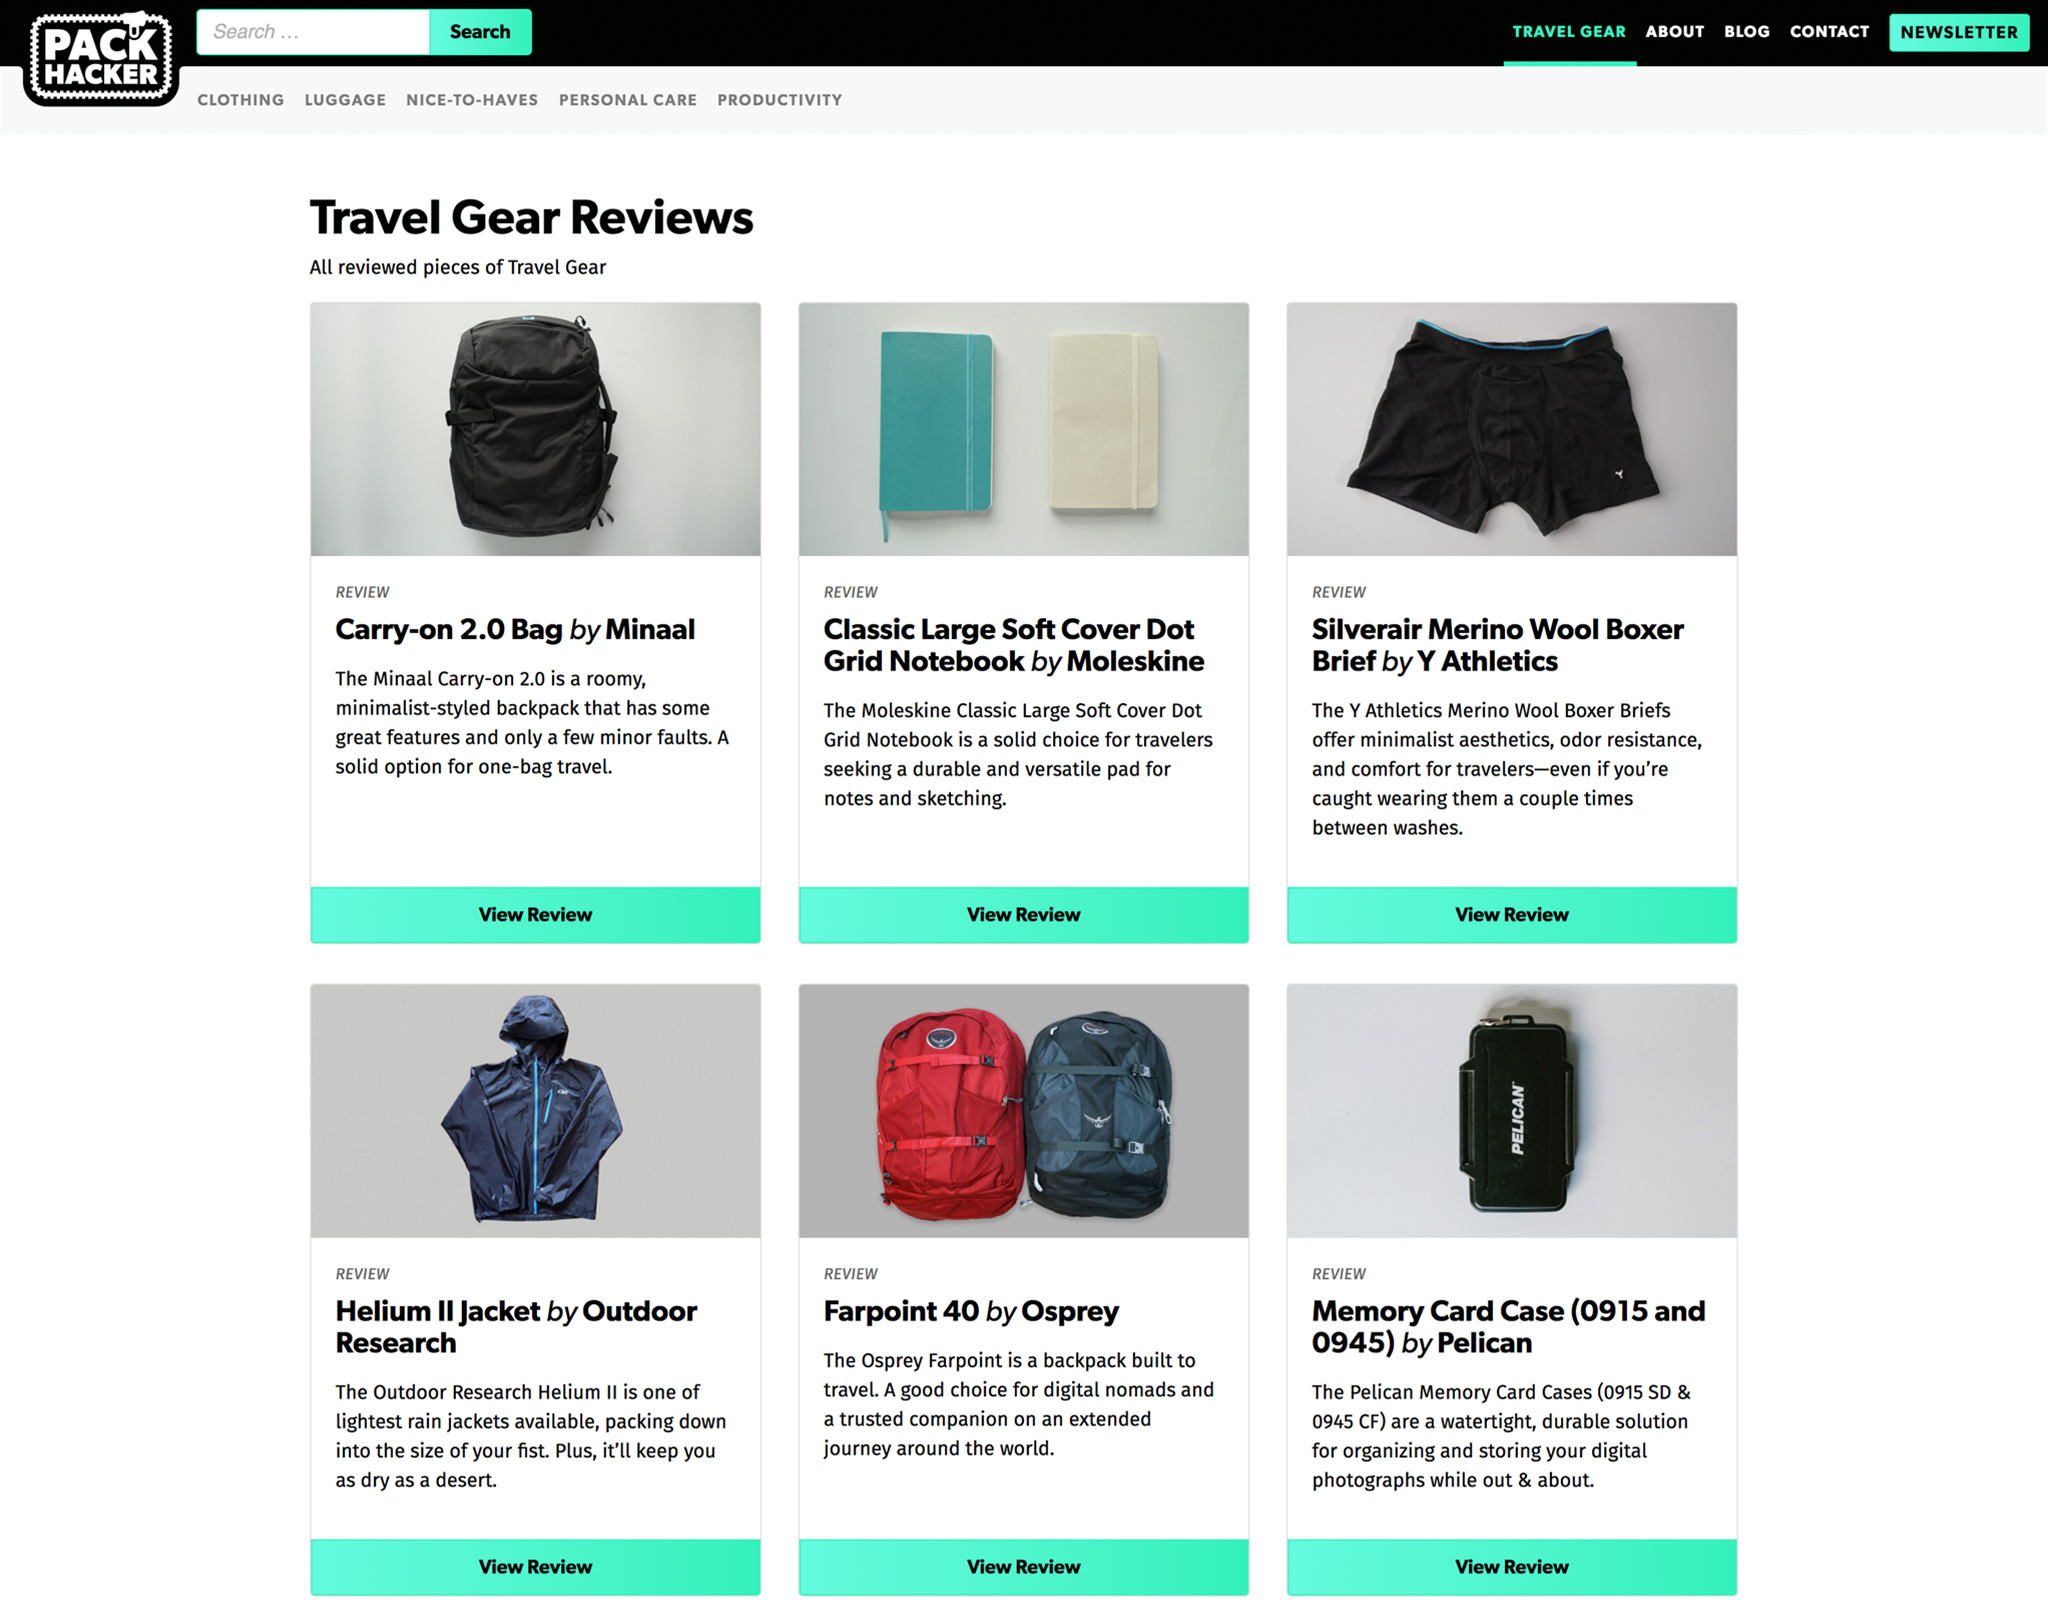 PACK
HACKER
Search ...
Search
TRAVEL GEAR
ABOUT
BLOG
CONTACT
NEWSLETTER
CLOTHING
LUGGAGE
NICE-TO-HAVES
PERSONAL CARE
PRODUCTIVITY
Travel Gear Reviews
All reviewed pieces of Travel Gear
REVIEW
Carry-on 2.0 Bag by Minaal
The Minaal Carry-on 2.0 is a roomy,
minimalist-styled backpack that has some
great features and only a few minor faults. A
solid option for one-bag travel.
View Review
REVIEW
Classic Large Soft Cover Dot
Grid Notebook by Moleskine
The Moleskine Classic Large Soft Cover Dot
Grid Notebook is a solid choice for travelers
seeking a durable and versatile pad for
notes and sketching.
View Review
Y
REVIEW
Silverair Merino Wool Boxer
Brief by Y Athletics
The Y Athletics Merino Wool Boxer Briefs
offer minimalist aesthetics, odor resistance,
and comfort for travelers—even if you’re
caught wearing them a couple times
between washes.
View Review
REVIEW
Helium II Jacket by Outdoor
Research
The Outdoor Research Helium II is one of
lightest rain jackets available, packing down
into the size of your fist. Plus, it’ll keep you
as dry as a desert.
View Review
REVIEW
Farpoint 40 by Osprey
The Osprey Farpoint is a backpack built to
travel. A good choice for digital nomads and
a trusted companion on an extended
journey around the world.
View Review
PELICAN™
REVIEW
Memory Card Case (0915 and
0945) by Pelican
The Pelican Memory Card Cases (0915 SD &
0945 CF) are a watertight, durable solution
for organizing and storing your digital
photographs while out & about.
View Review